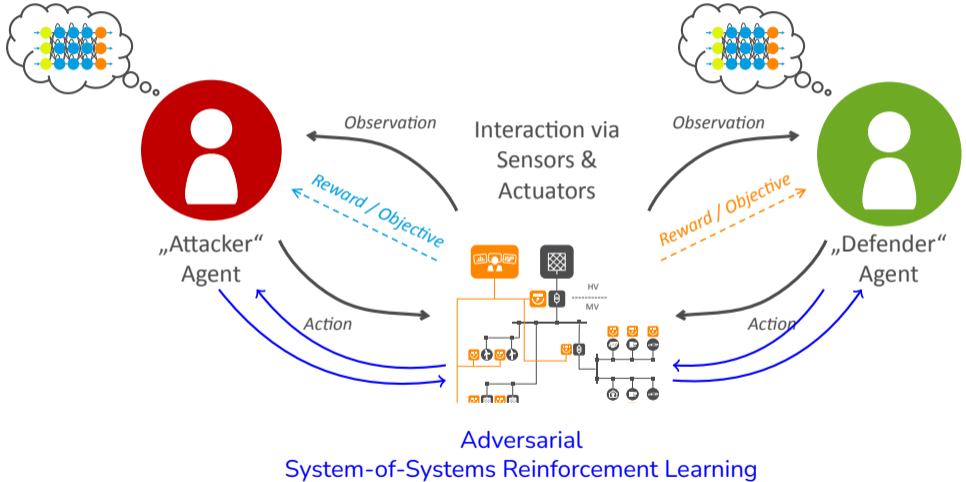 Observation
Interaction via
Sensors &
Actuators
Observation
Reward / Objective
Reward / Objective
„Attacker“
Agent
„Defender“
Agent
HV
MV
Action
Action
Adversarial
System-of-Systems Reinforcement Learning